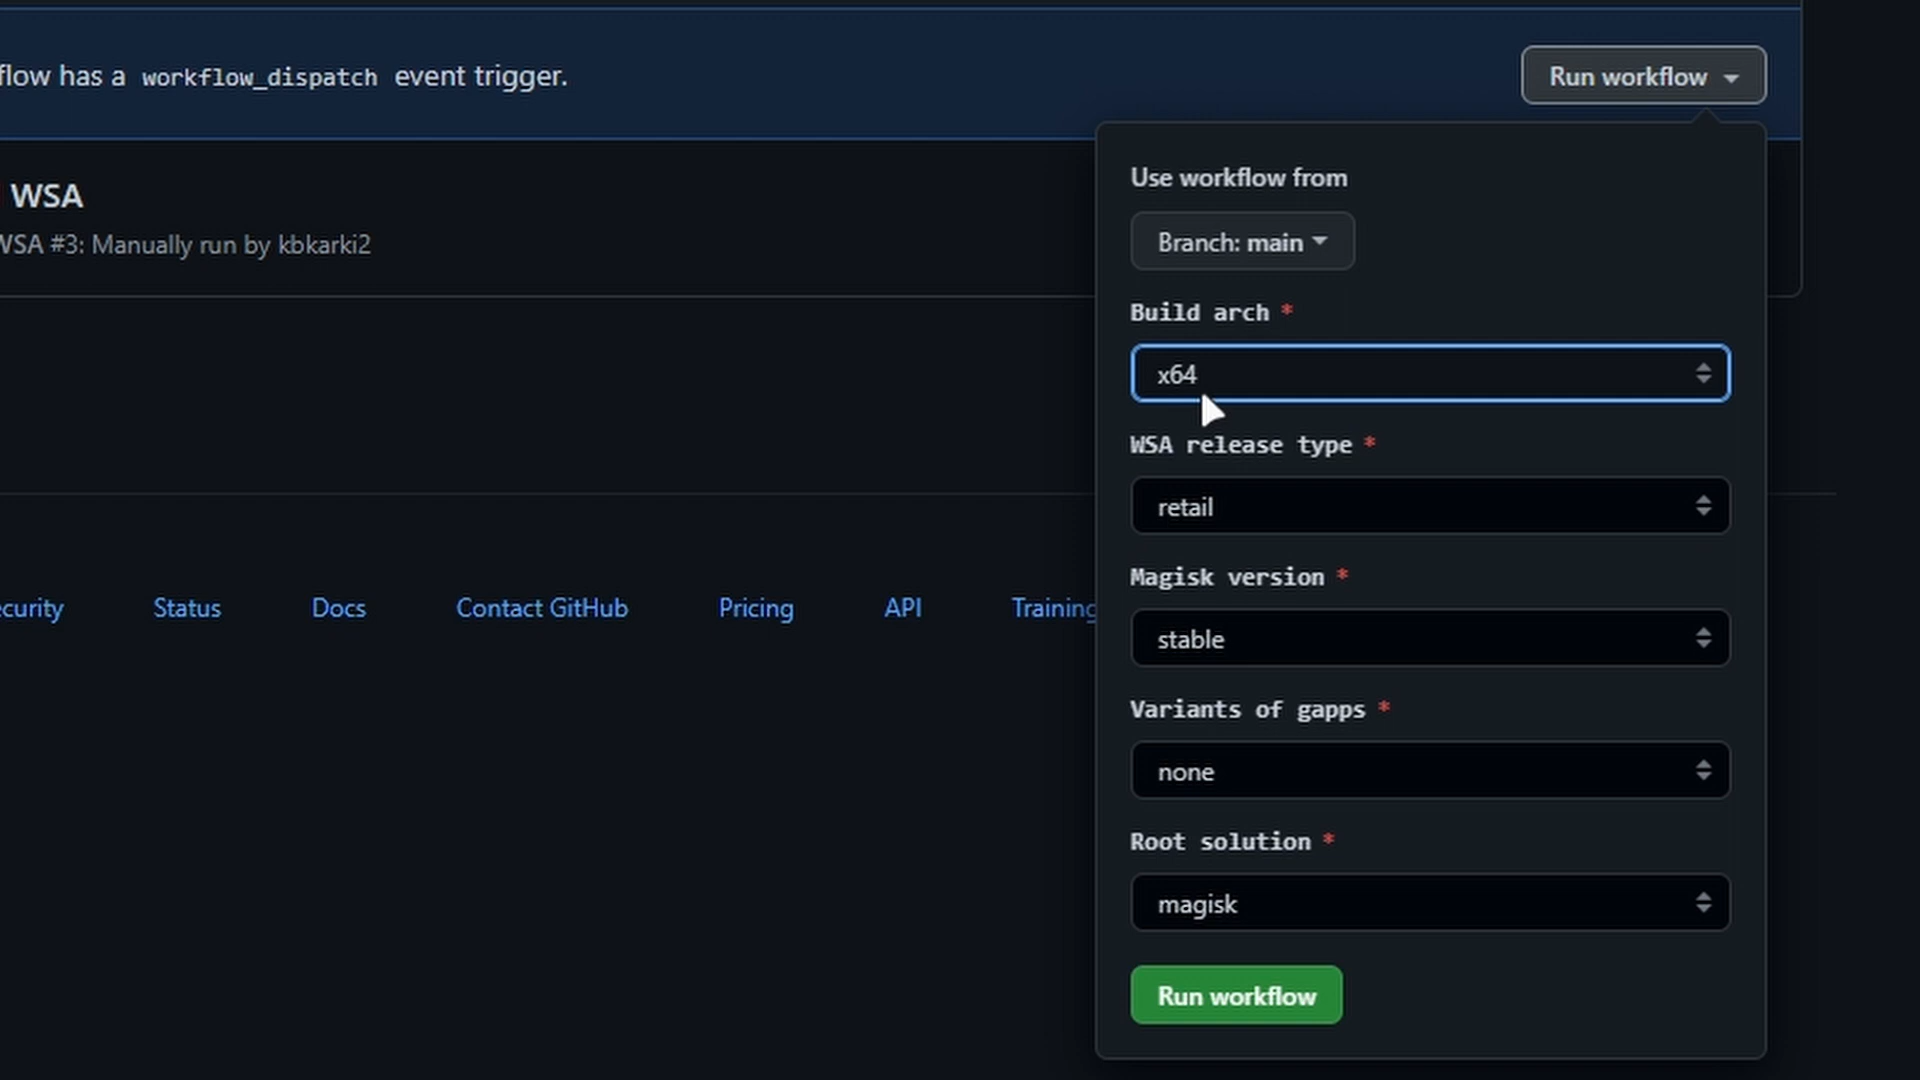 flow has a workflow_dispatch event trigger.
Run workflow
WSA
WSA #3: Manually run by kbkarki2
Use workflow from
Branch: main
Build arch *
x64
WSA release type *
retail
Magisk version *
stable
Variants of gapps *
none
Root solution *
magisk
Run workflow
ecurity Status Docs Contact GitHub Pricing API Training